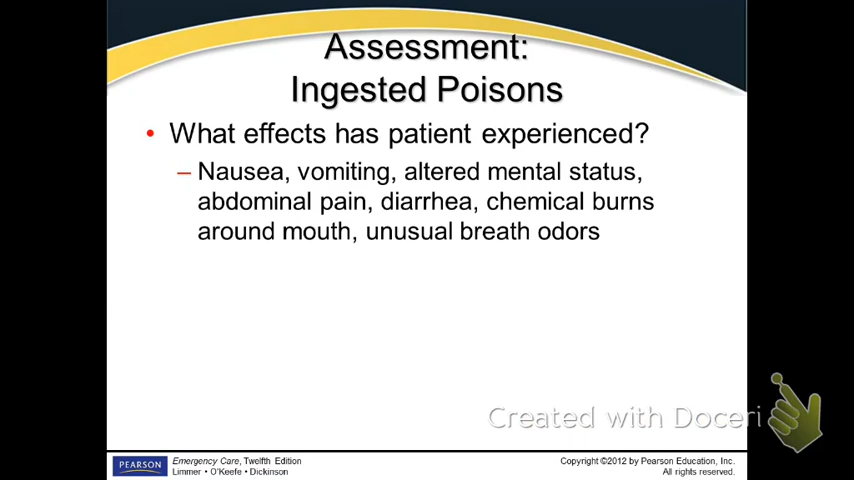 Assessment:
Ingested Poisons
• What effects has patient experienced?
– Nausea, vomiting, altered mental status,
abdominal pain, diarrhea, chemical burns
around mouth, unusual breath odors
Created with Doceri
PEARSON
Emergency Care, Twelfth Edition
Limmer • O'Keefe • Dickinson
Copyright ©2012 by Pearson Education, Inc.
All rights reserved.